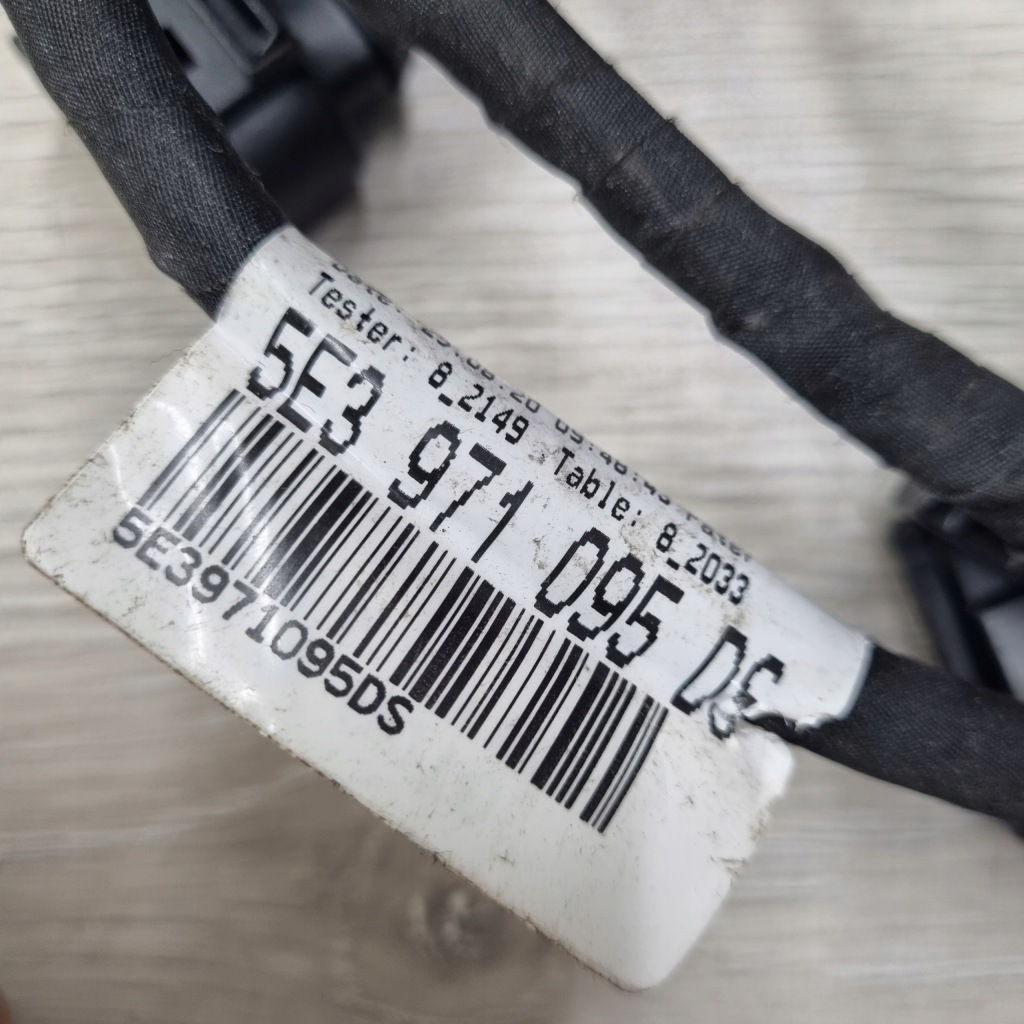 Tester: 8_2149 Table: 8_2033
5E3 971 095 DS
5E3971095DS